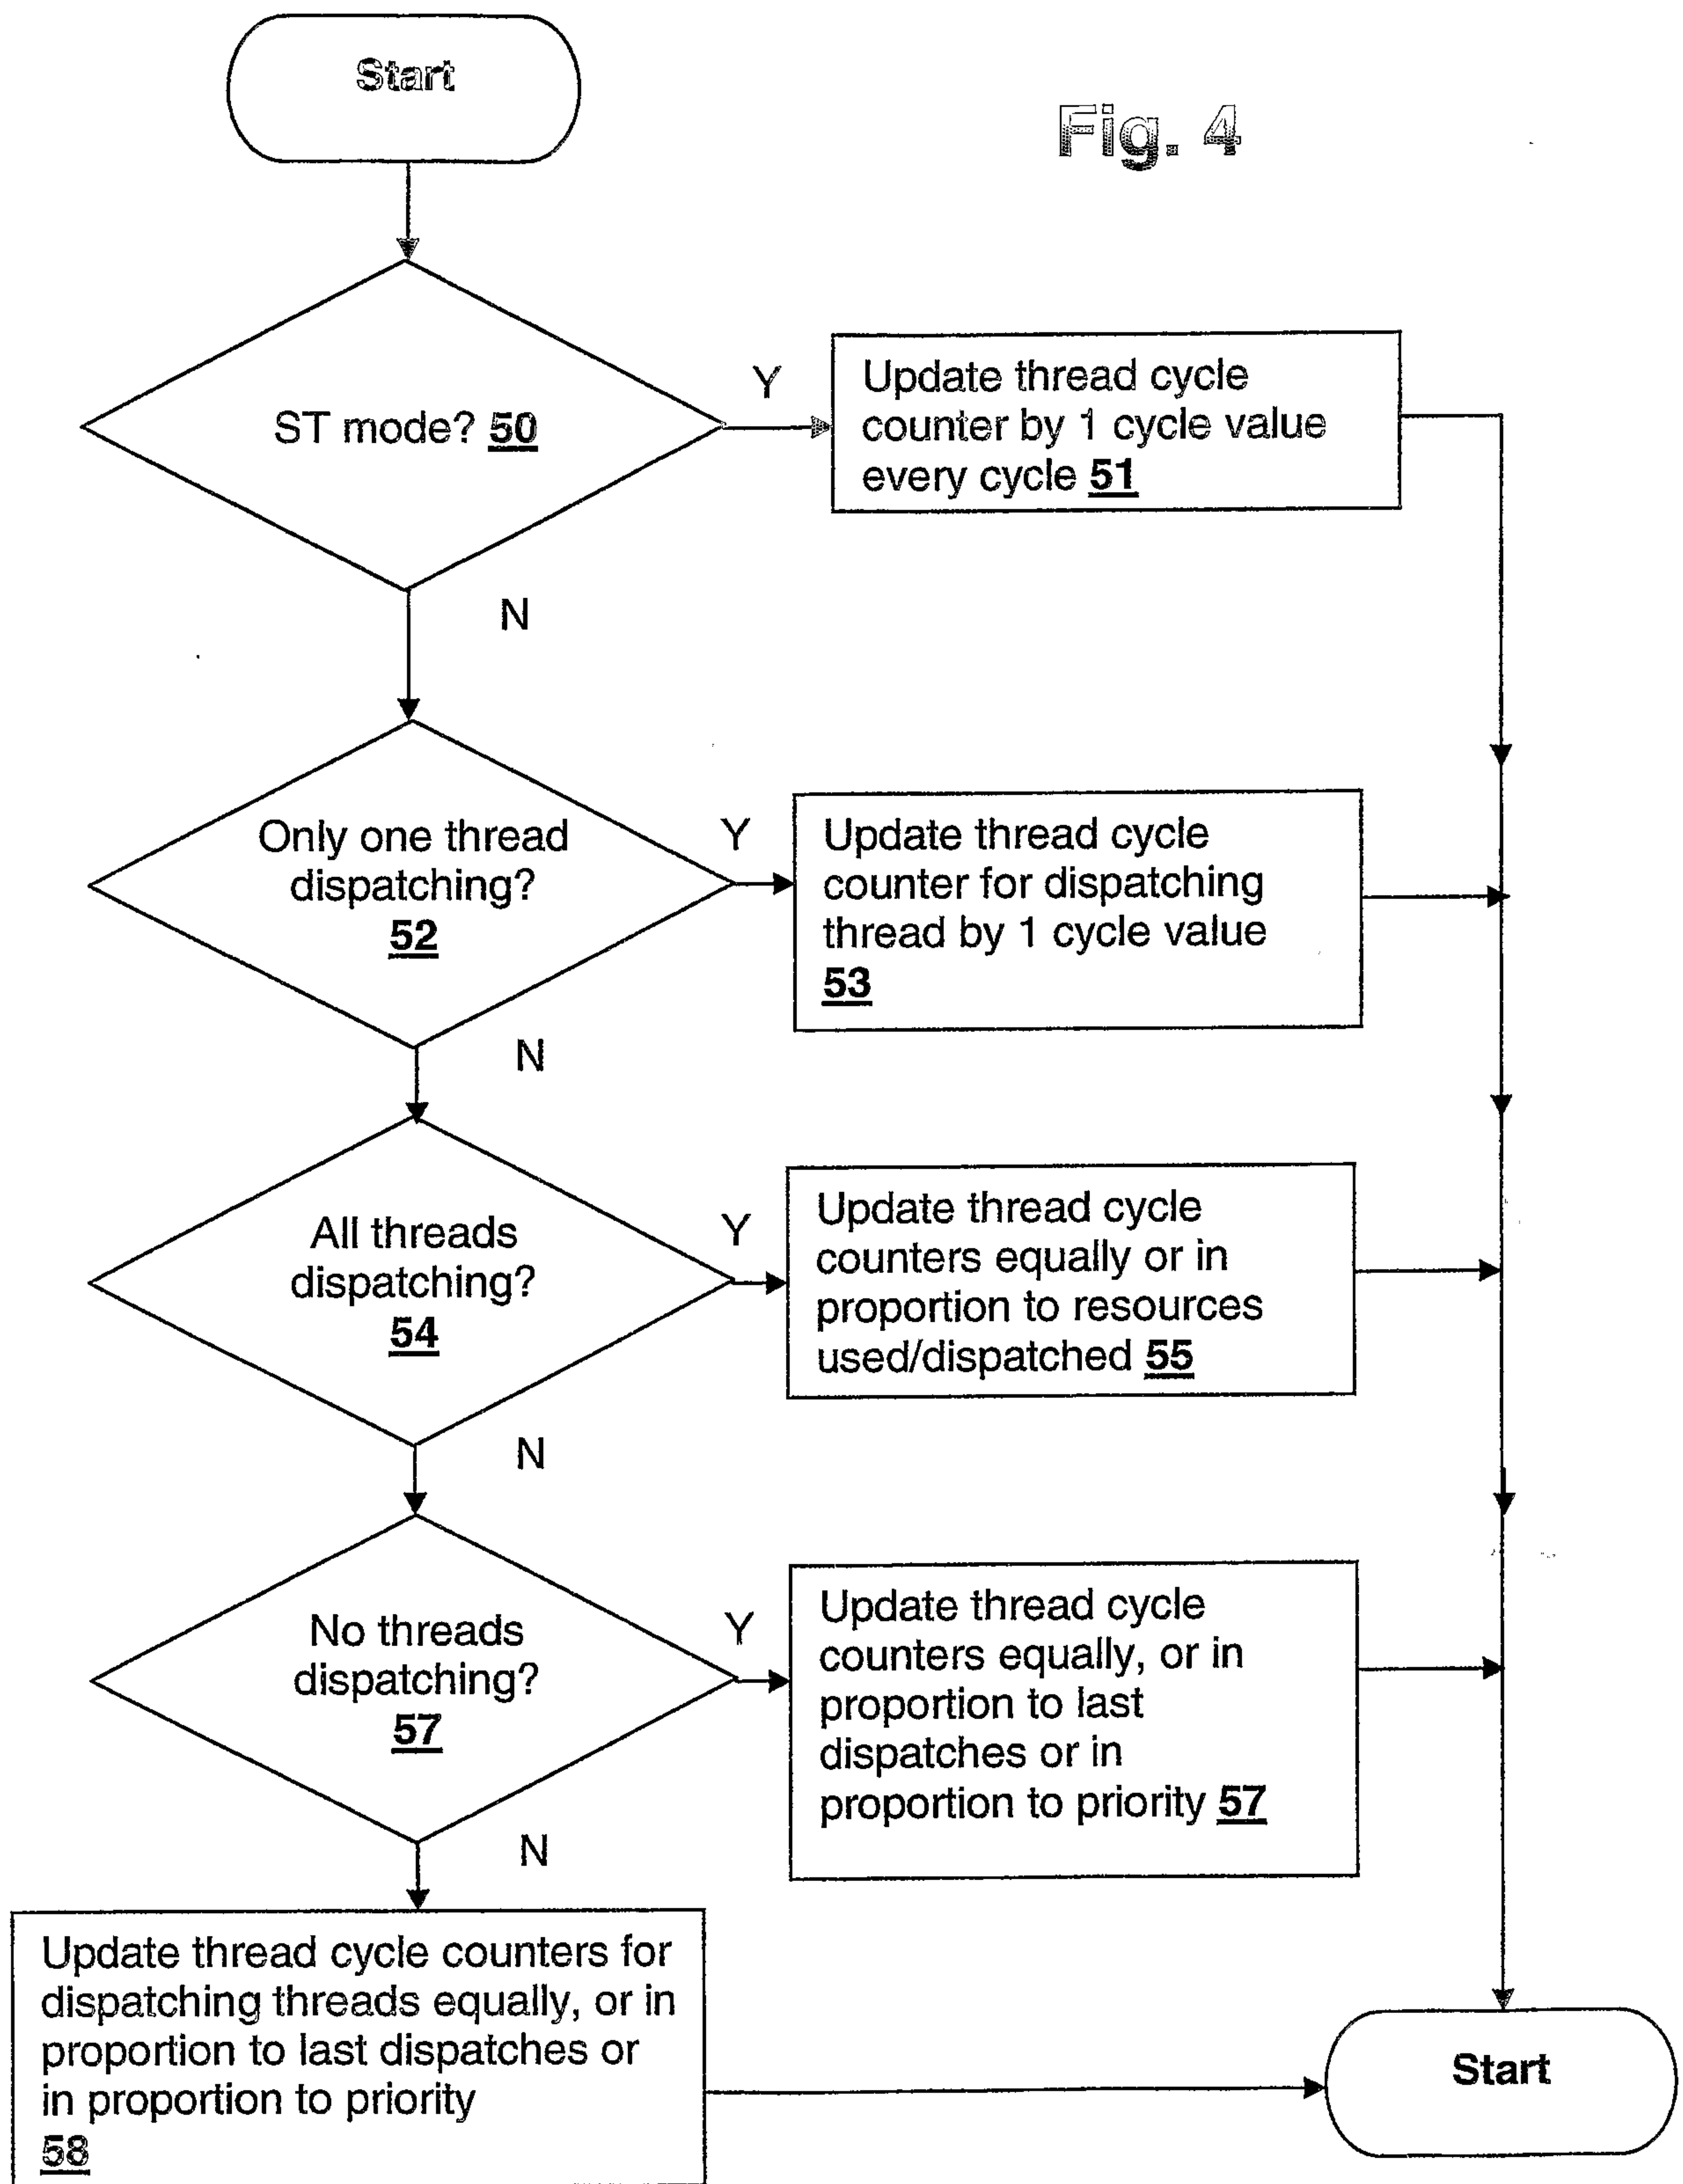 Start
Fig. 4
ST mode? 50
Y
Update thread cycle
counter by 1 cycle value
every cycle 51
N
Only one thread
dispatching?
52
Y
Update thread cycle
counter for dispatching
thread by 1 cycle value
53
N
All threads
dispatching?
54
Y
Update thread cycle
counters equally or in
proportion to resources
used/dispatched 55
N
No threads
dispatching?
57
Y
Update thread cycle
counters equally, or in
proportion to last
dispatches or in
proportion to priority 57
N
Update thread cycle counters for
dispatching threads equally, or in
proportion to last dispatches or
in proportion to priority
58
Start